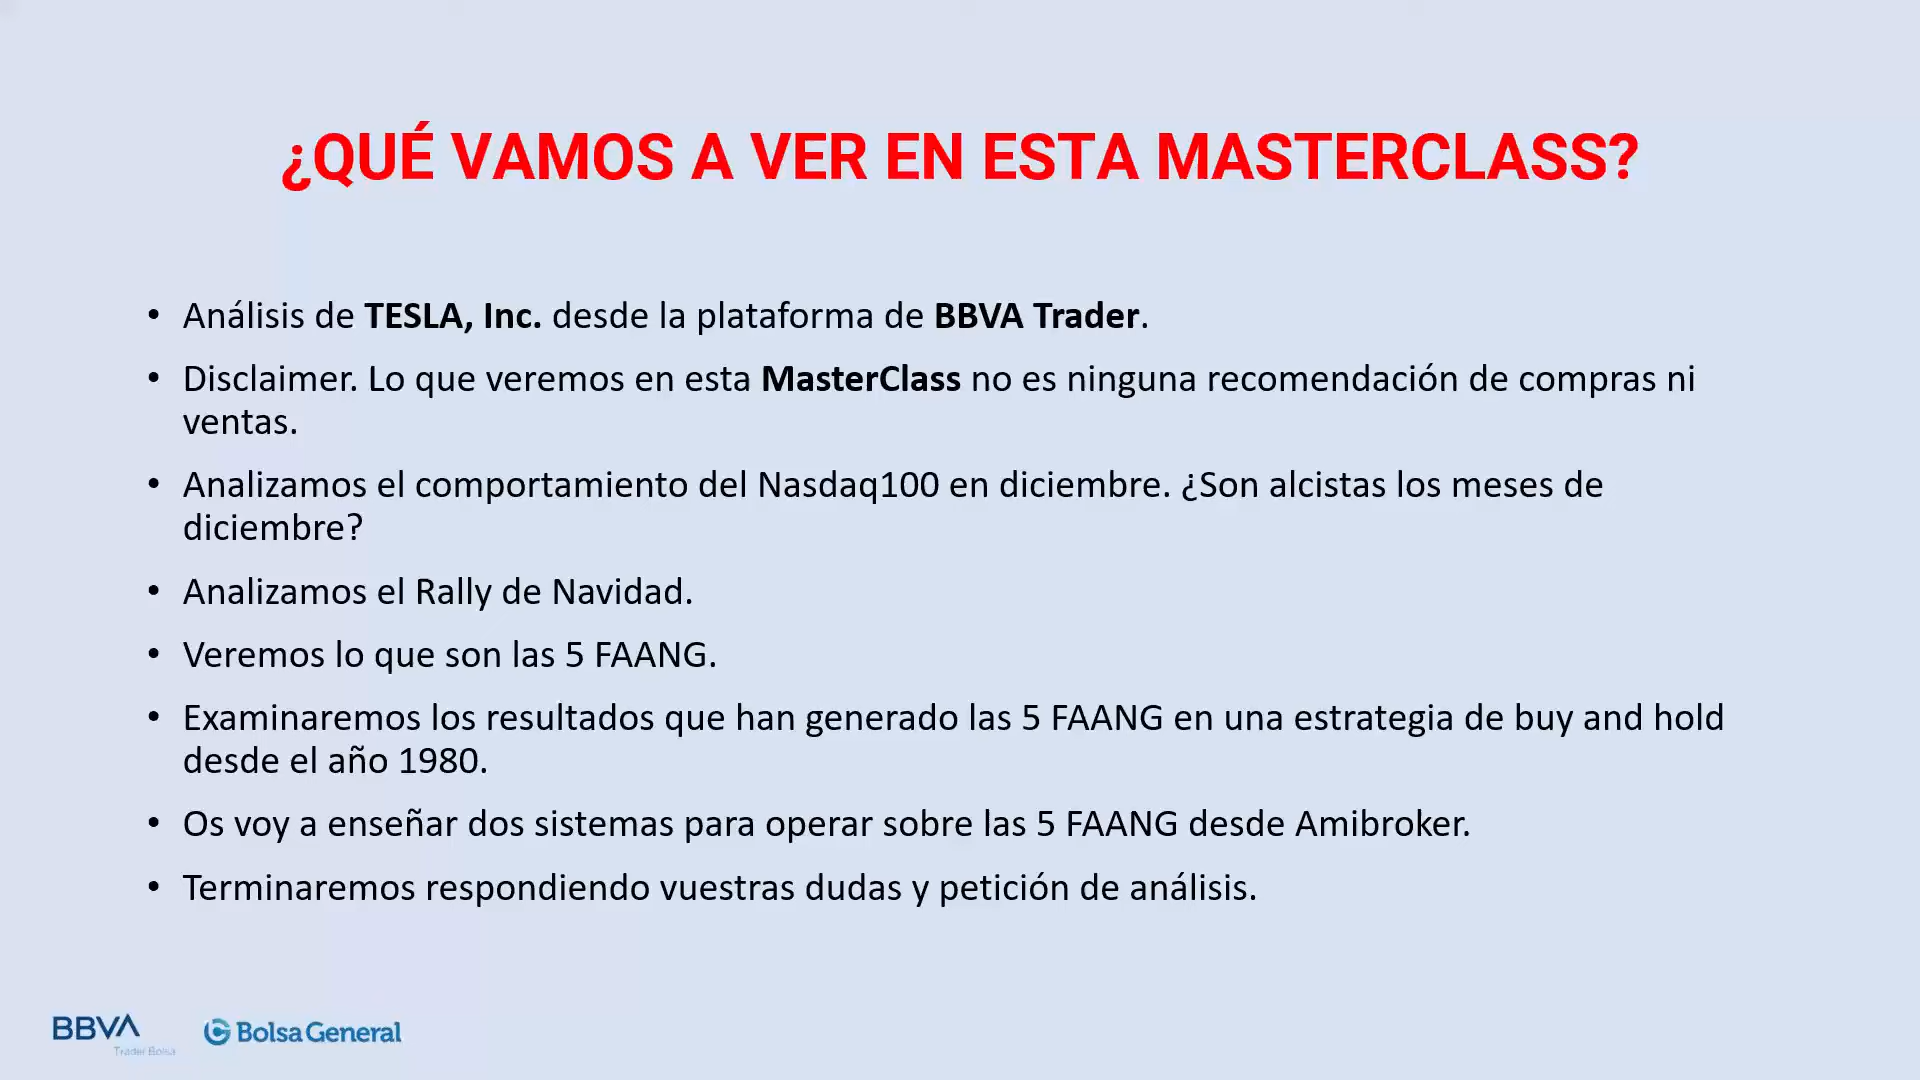 ¿QUÉ VAMOS A VER EN ESTA MASTERCLASS?
• Análisis de TESLA, Inc. desde la plataforma de BBVA Trader.
• Disclaimer. Lo que veremos en esta MasterClass no es ninguna recomendación de compras ni
ventas.
• Analizamos el comportamiento del Nasdaq100 en diciembre. ¿Son alcistas los meses de
diciembre?
• Analizamos el Rally de Navidad.
• Veremos lo que son las 5 FAANG.
• Examinaremos los resultados que han generado las 5 FAANG en una estrategia de buy and hold
desde el año 1980.
• Os voy a enseñar dos sistemas para operar sobre las 5 FAANG desde Amibroker.
• Terminaremos respondiendo vuestras dudas y petición de análisis.
BBVA
Trader Bolsa
Bolsa General